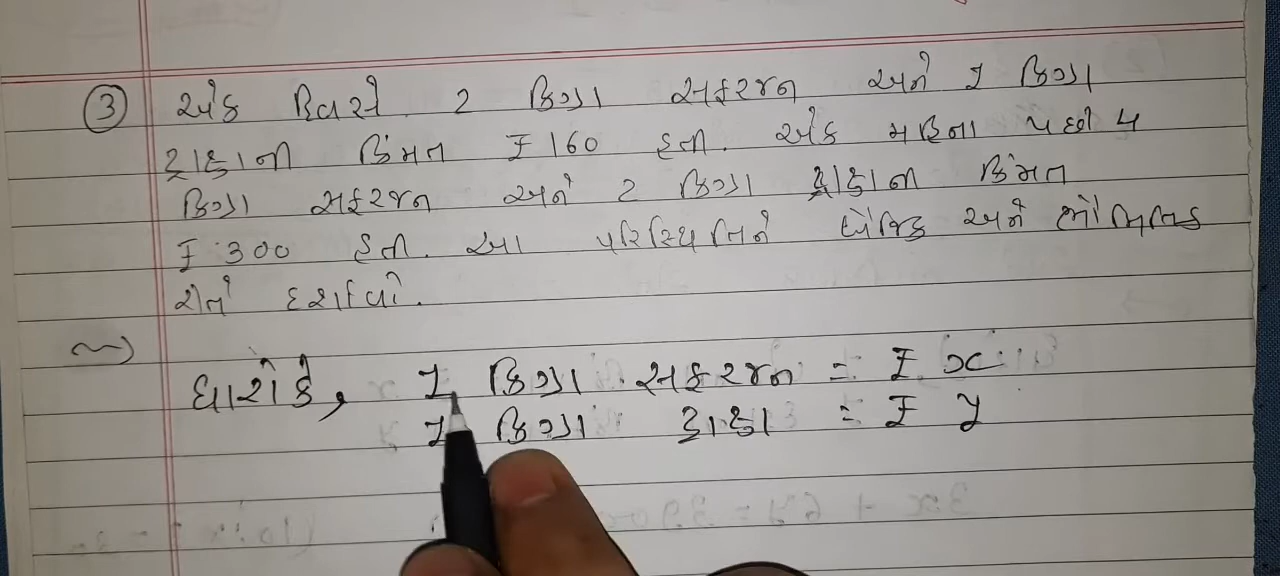 ③ એક દિવસે 2 કિગ્રા સફરજન અને 1 કિગ્રા
દ્રાક્ષની કિંમત ₹ 160 હતી. એક મહિના પછી 4
કિગ્રા સફરજન અને 2 કિગ્રા દ્રાક્ષની કિંમત
₹ 300 હતી. આ પરિસ્થિતિને બૈજિક અને ભૌમિતિક
રીતે દર્શાવો.
ધારોકે, 1 કિગ્રા સફરજન = ₹ x
1 કિગ્રા દ્રાક્ષ = ₹ y